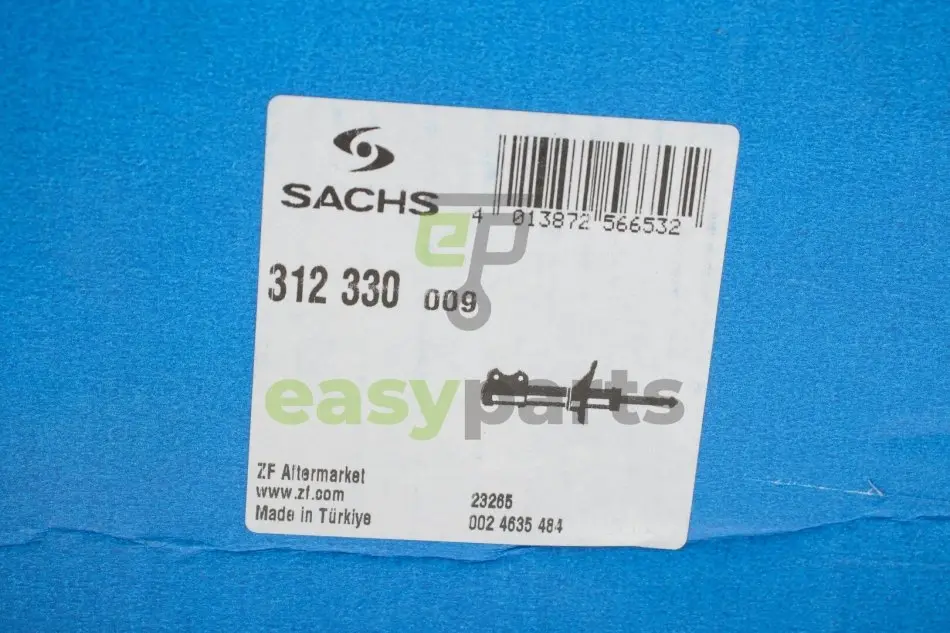 SACHS
4 013872 566532
312 330 009
ep
easyparts
ZF Aftermarket
www.zf.com
Made in Türkiye
23265
002 4635 484